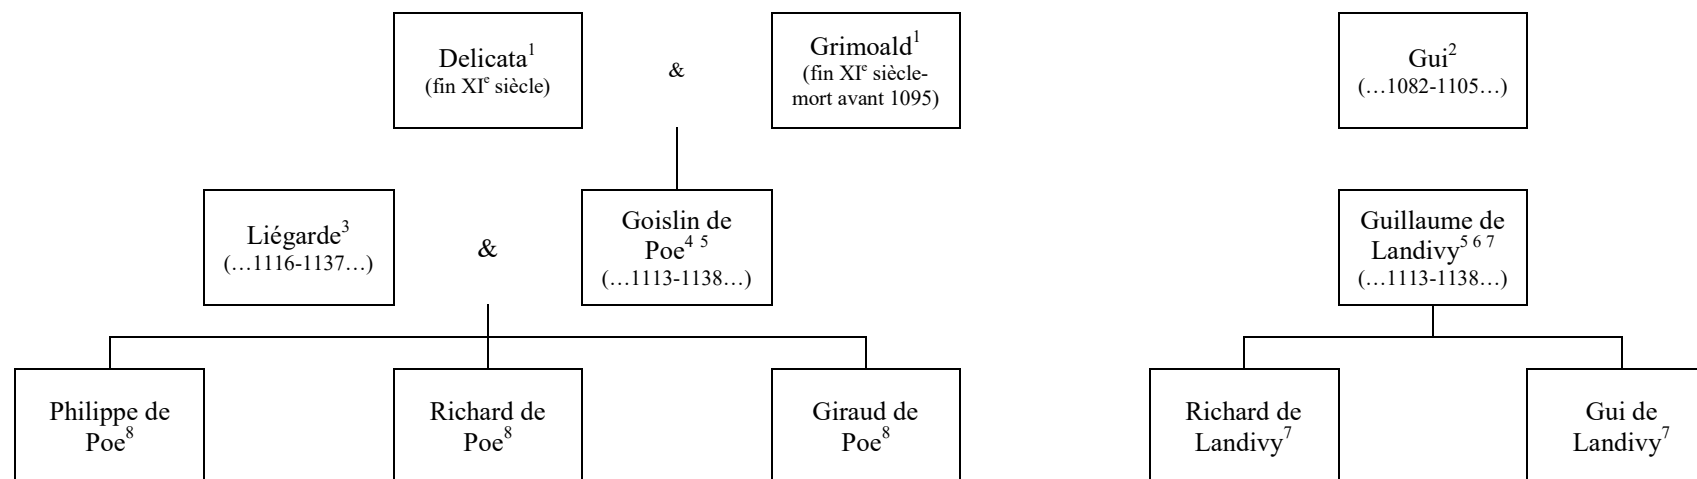 Delicata¹
(fin XIᵉ siècle)
&
Grimoald¹
(fin XIᵉ siècle-
mort avant 1095)
Gui²
(…1082-1105…)
Liégarde³
(…1116-1137…)
&
Goislin de
Poe⁴ ⁵
(…1113-1138…)
Guillaume de
Landivy⁵ ⁶ ⁷
(…1113-1138…)
Philippe de
Poe⁸
Richard de
Poe⁸
Giraud de
Poe⁸
Richard de
Landivy⁷
Gui de
Landivy⁷